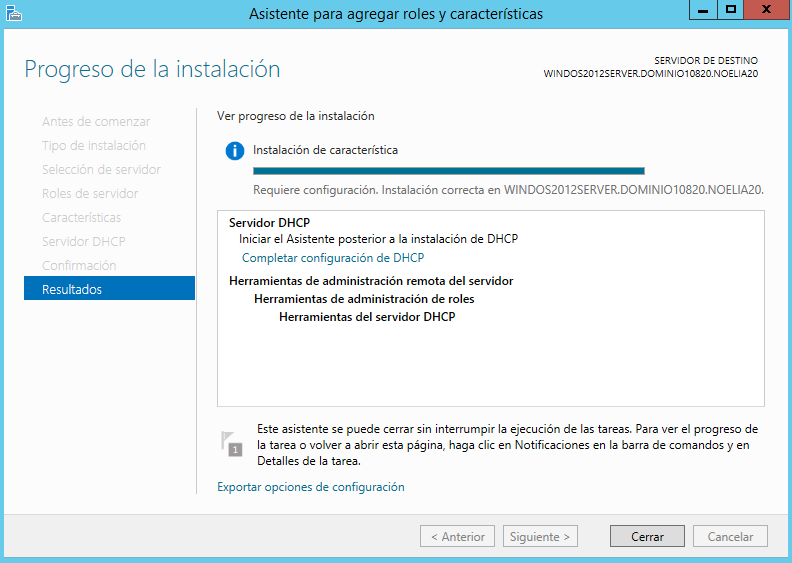 Asistente para agregar roles y características
Progreso de la instalación
SERVIDOR DE DESTINO
WINDOS2012SERVER.DOMINIO10820.NOELIA20
Antes de comenzar
Tipo de instalación
Selección de servidor
Roles de servidor
Características
Servidor DHCP
Confirmación
Resultados
Ver progreso de la instalación
Instalación de característica
Requiere configuración. Instalación correcta en WINDOS2012SERVER.DOMINIO10820.NOELIA20.
Servidor DHCP
Iniciar el Asistente posterior a la instalación de DHCP
Completar configuración de DHCP
Herramientas de administración remota del servidor
Herramientas de administración de roles
Herramientas del servidor DHCP
1
Este asistente se puede cerrar sin interrumpir la ejecución de las tareas. Para ver el progreso de
la tarea o volver a abrir esta página, haga clic en Notificaciones en la barra de comandos y en
Detalles de la tarea.
Exportar opciones de configuración
< Anterior
Siguiente >
Cerrar
Cancelar